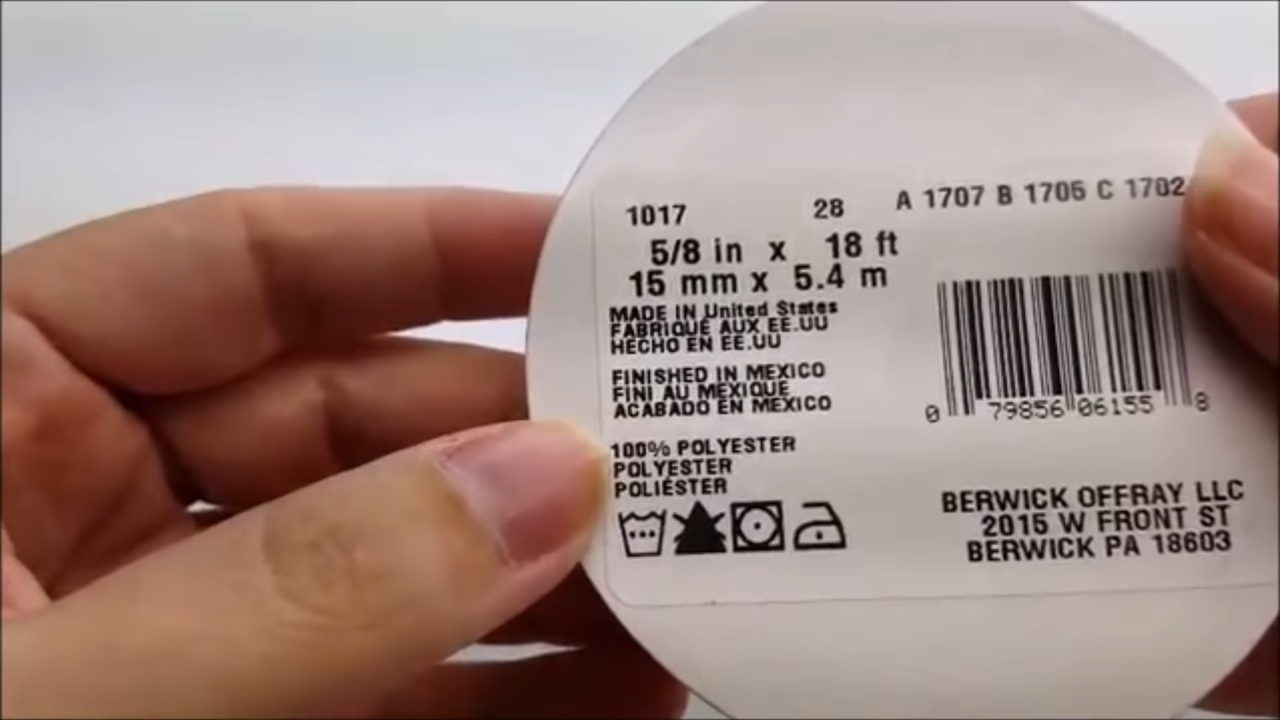 1017 28 A 1707 B 1705 C 1702
5/8 in x 18 ft
15 mm x 5.4 m
MADE IN United States
FABRIQUÉ AUX EE.UU
HECHO EN EE.UU
FINISHED IN MEXICO
FINI AU MEXIQUE
ACABADO EN MEXICO
100% POLYESTER
POLYESTER
POLIÉSTER
0 79856 06155 8
BERWICK OFFRAY LLC
2015 W FRONT ST
BERWICK PA 18603